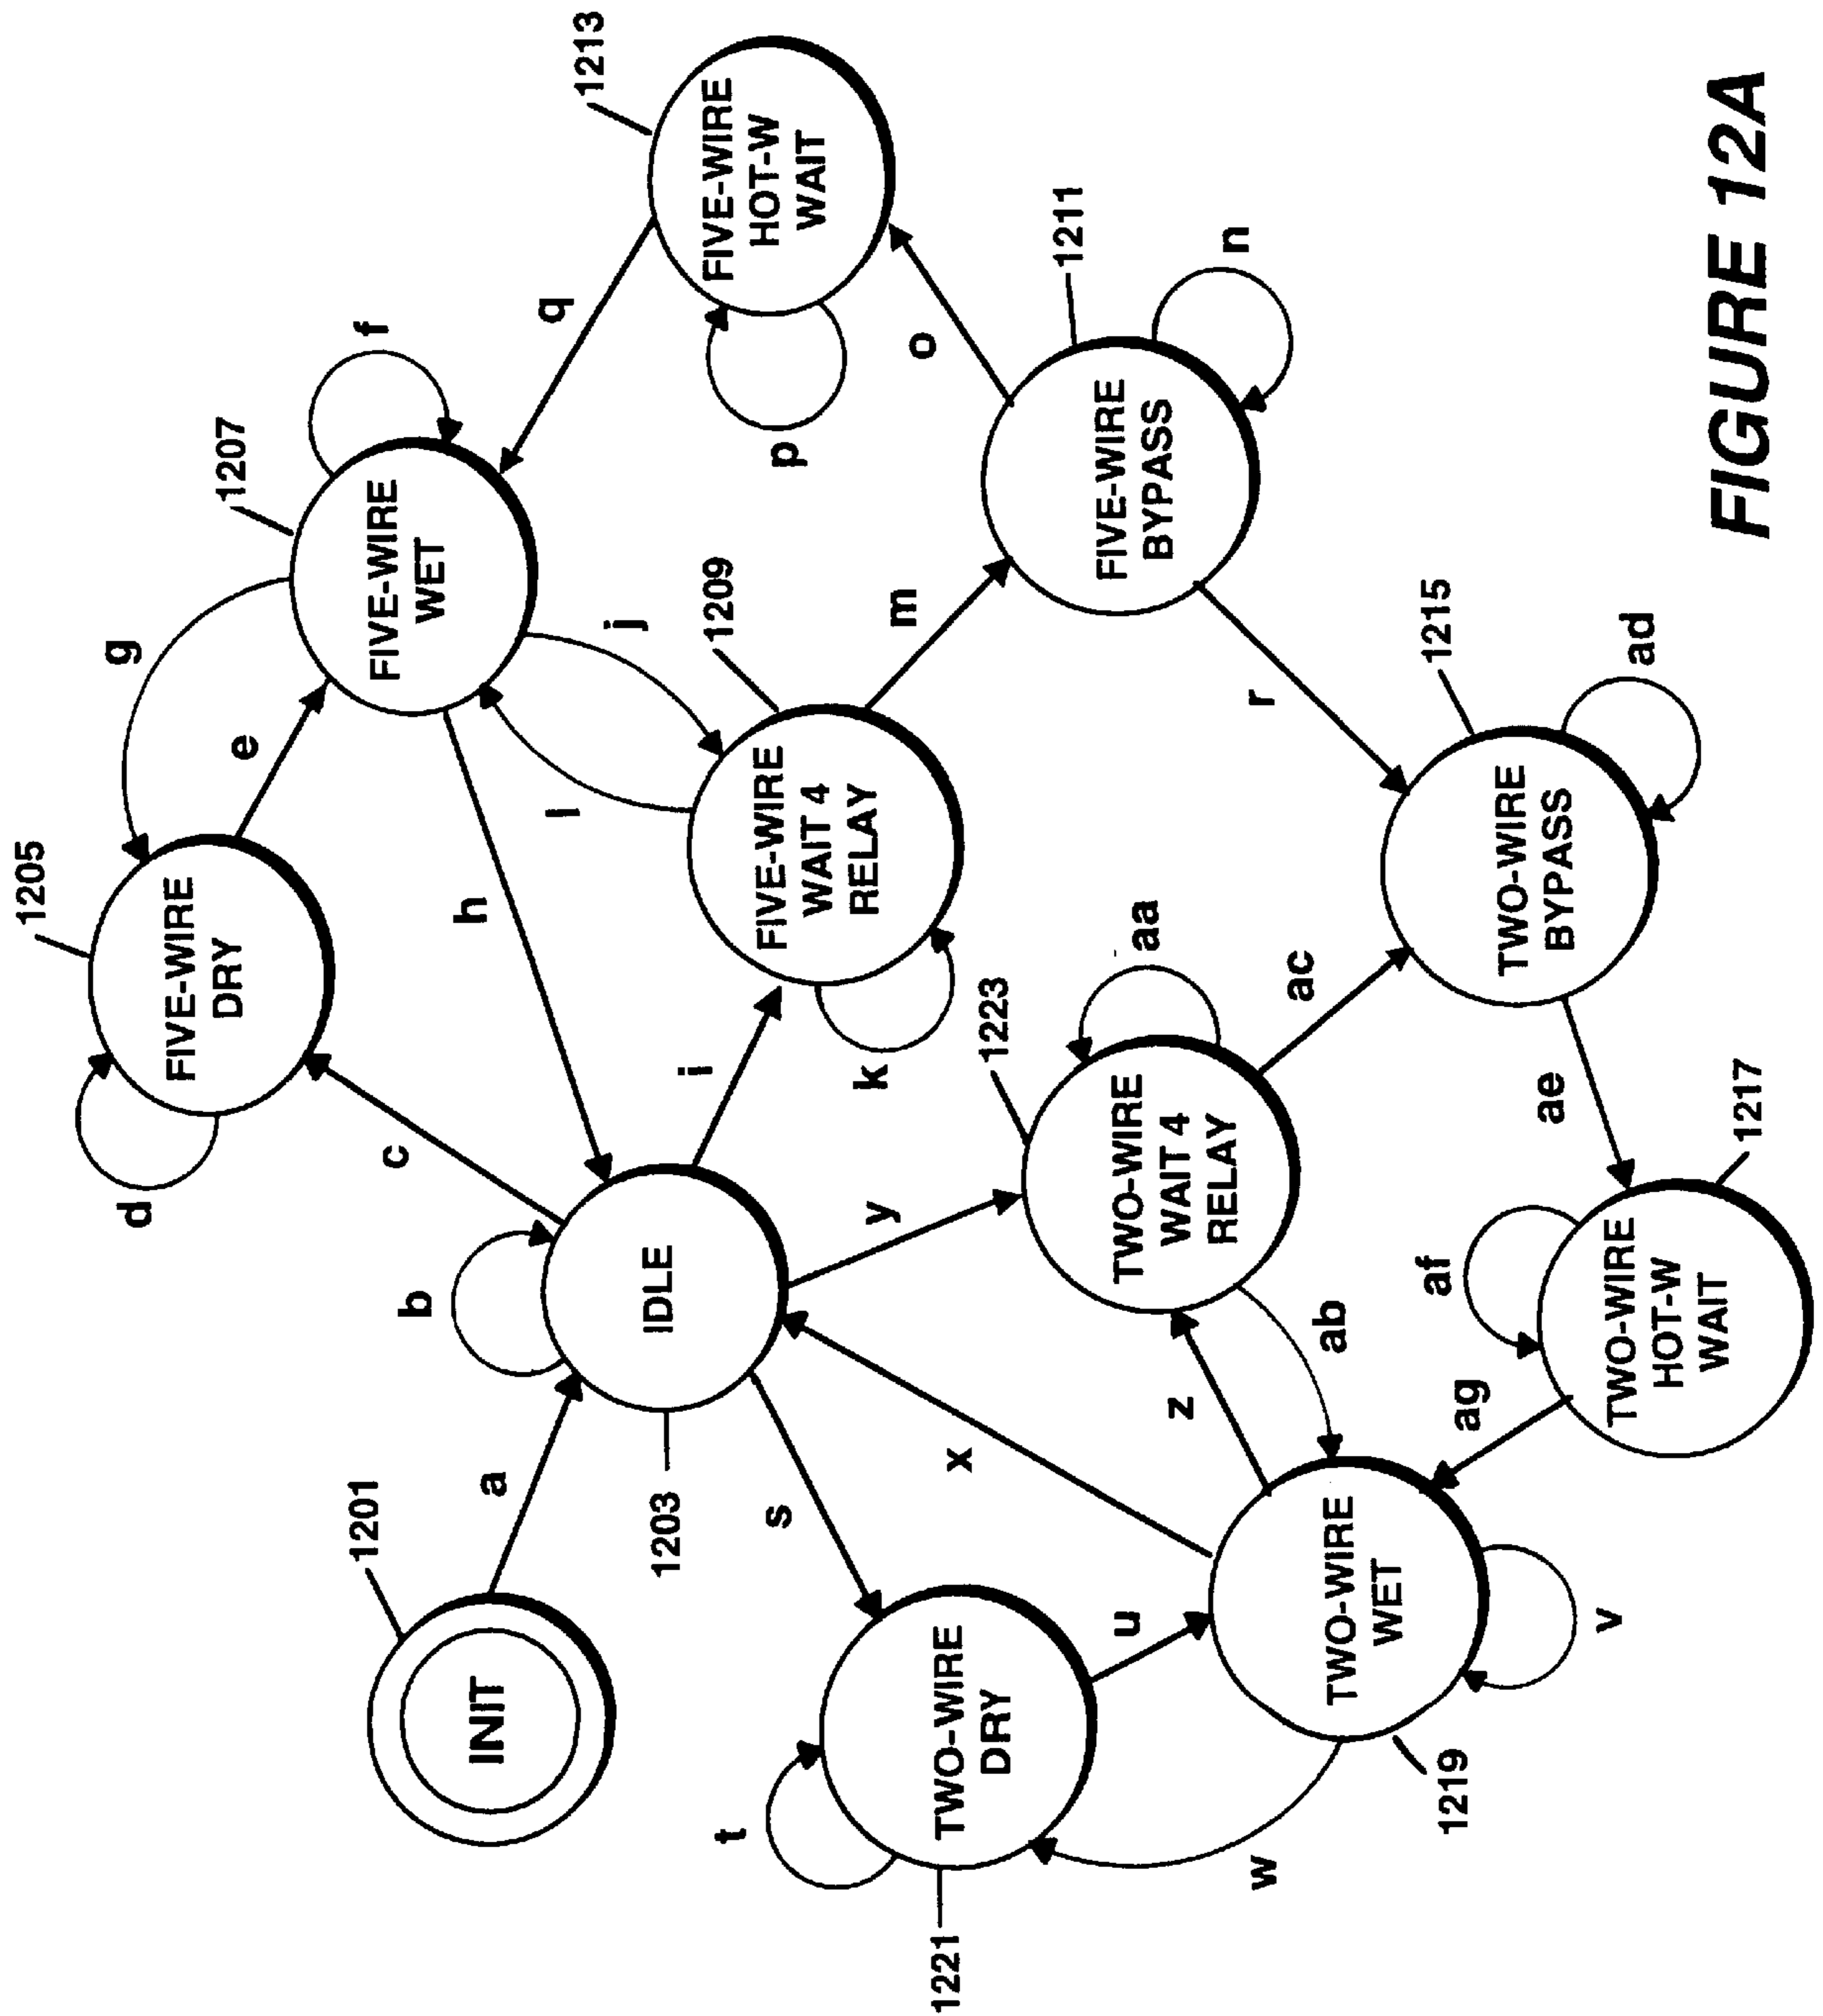 1201
INIT
a
1203
IDLE
b
c
1205
FIVE-WIRE
DRY
d
e
g
1207
FIVE-WIRE
WET
f
h
i
j
l
1209
FIVE-WIRE
WAIT 4
RELAY
k
m
1211
FIVE-WIRE
BYPASS
n
o
1213
FIVE-WIRE
HOT-W
WAIT
p
q
r
1215
TWO-WIRE
BYPASS
ad
ae
1217
TWO-WIRE
HOT-W
WAIT
af
ag
1219
TWO-WIRE
WET
v
w
x
z
ab
1221
TWO-WIRE
DRY
s
t
u
1223
TWO-WIRE
WAIT 4
RELAY
y
aa
ac
FIGURE 12A